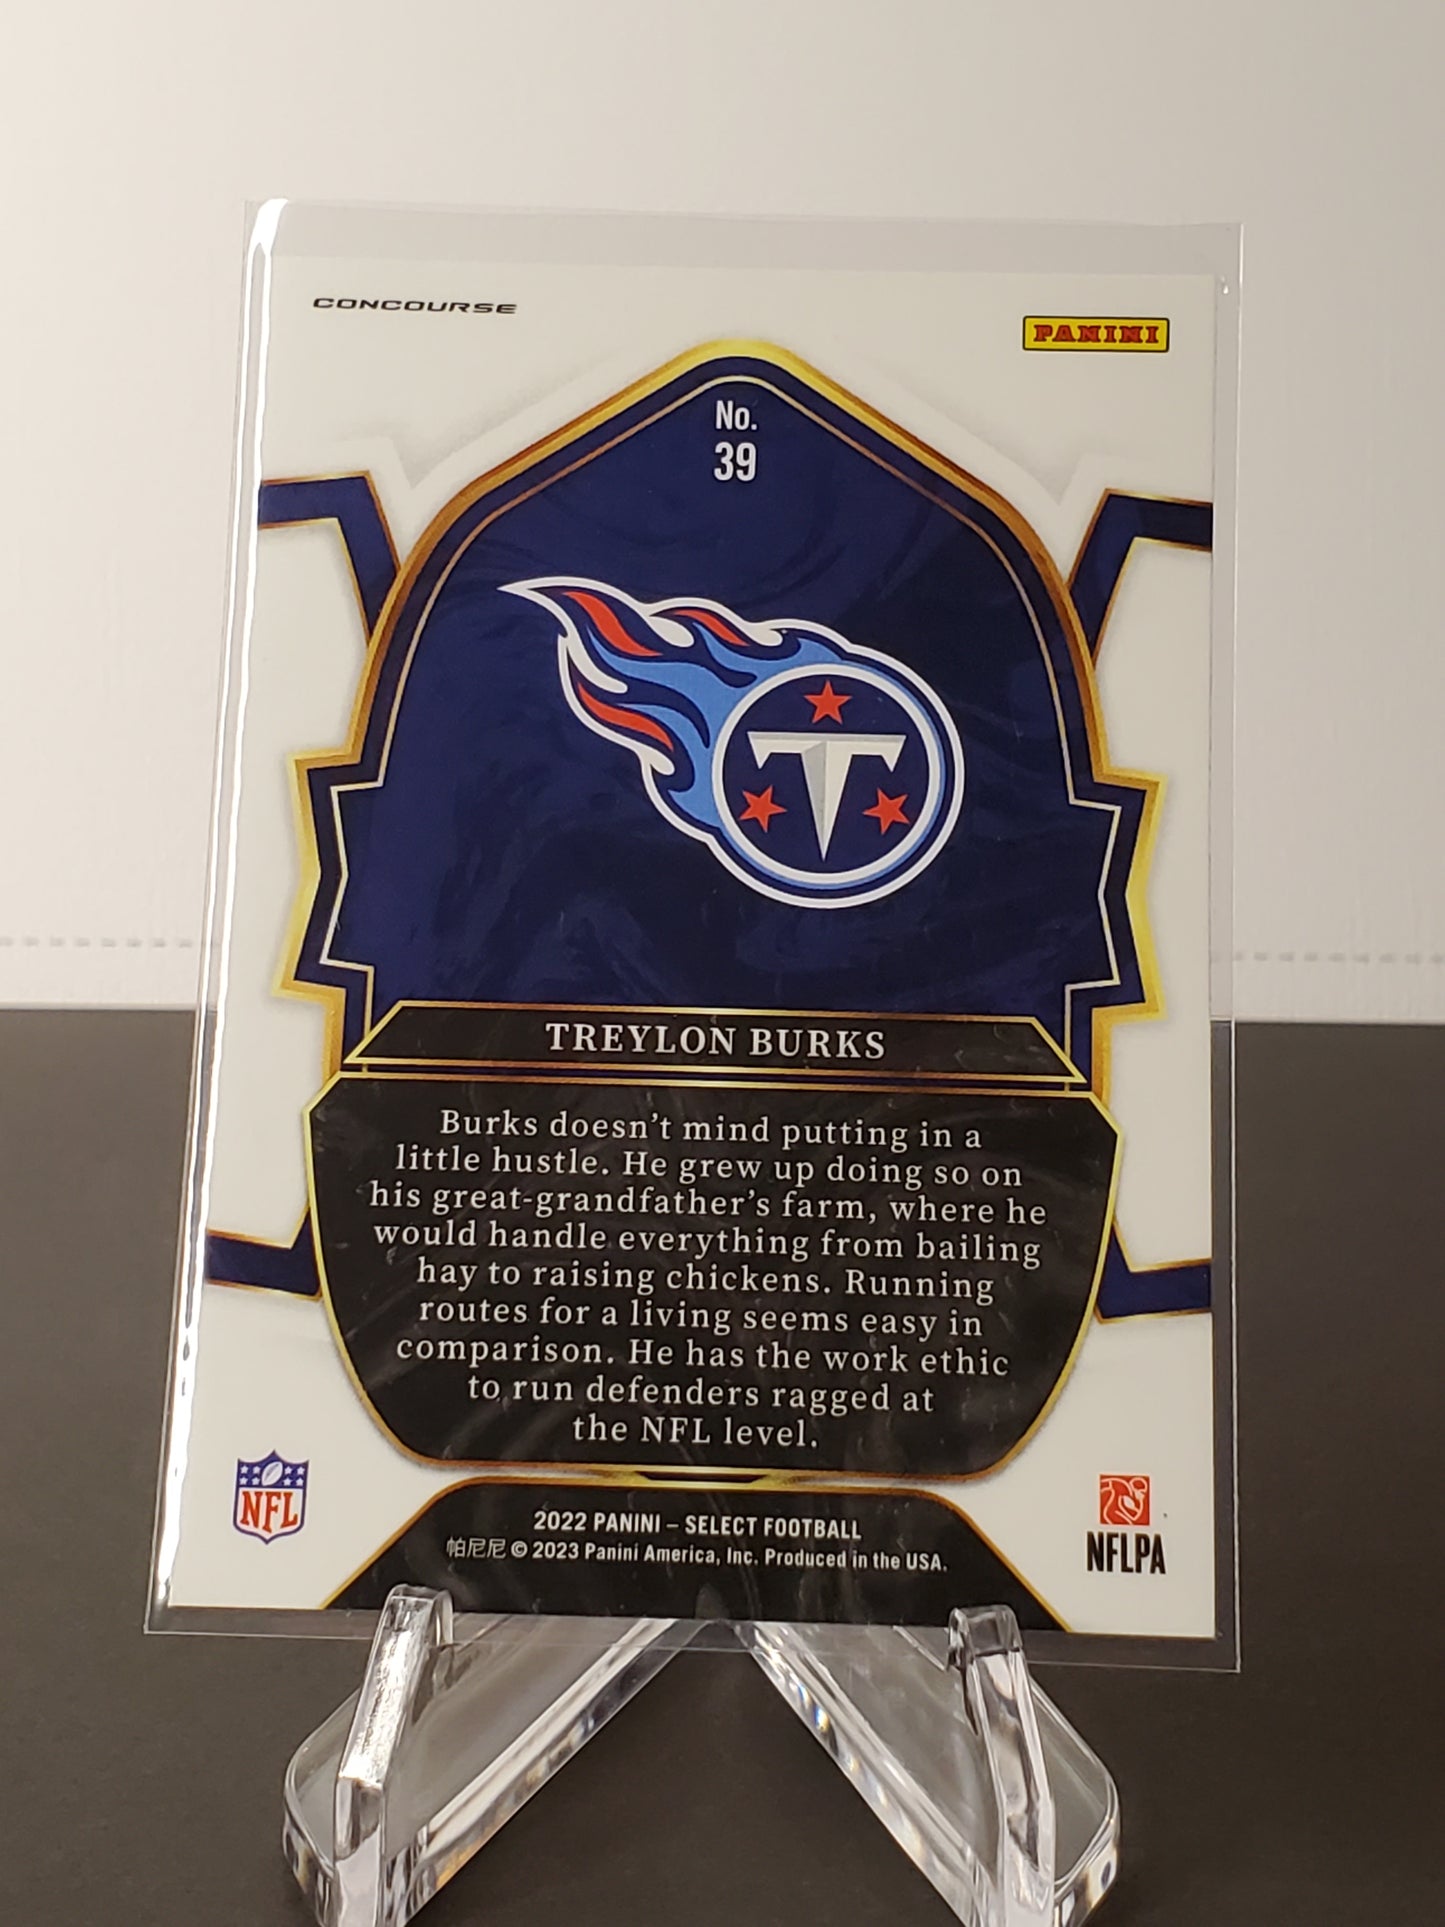 CONCOURSE
PANINI
No.
39
T
TREYLON BURKS
Burks doesn't mind putting in a
little hustle. He grew up doing so on
his great-grandfather's farm, where he
would handle everything from bailing
hay to raising chickens. Running
routes for a living seems easy in
comparison. He has the work ethic
to run defenders ragged at
the NFL level.
NFL
2022 PANINI – SELECT FOOTBALL
帕尼尼 © 2023 Panini America, Inc. Produced in the USA.
NFLPA